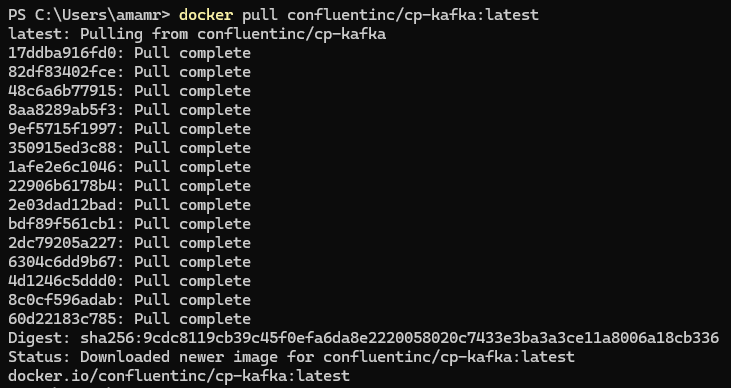 PS C:\Users\amamr> docker pull confluentinc/cp-kafka:latest
latest: Pulling from confluentinc/cp-kafka
17ddba916fd0: Pull complete
82df83402fce: Pull complete
48c6a6b77915: Pull complete
8aa8289ab5f3: Pull complete
9ef5715f1997: Pull complete
350915ed3c88: Pull complete
1afe2e6c1046: Pull complete
22906b6178b4: Pull complete
2e03dad12bad: Pull complete
bdf89f561cb1: Pull complete
2dc79205a227: Pull complete
6304c6dd9b67: Pull complete
4d1246c5ddd0: Pull complete
8c0cf596adab: Pull complete
60d22183c785: Pull complete
Digest: sha256:9cdc8119cb39c45f0efa6da8e2220058020c7433e3ba3a3ce11a8006a18cb336
Status: Downloaded newer image for confluentinc/cp-kafka:latest
docker.io/confluentinc/cp-kafka:latest